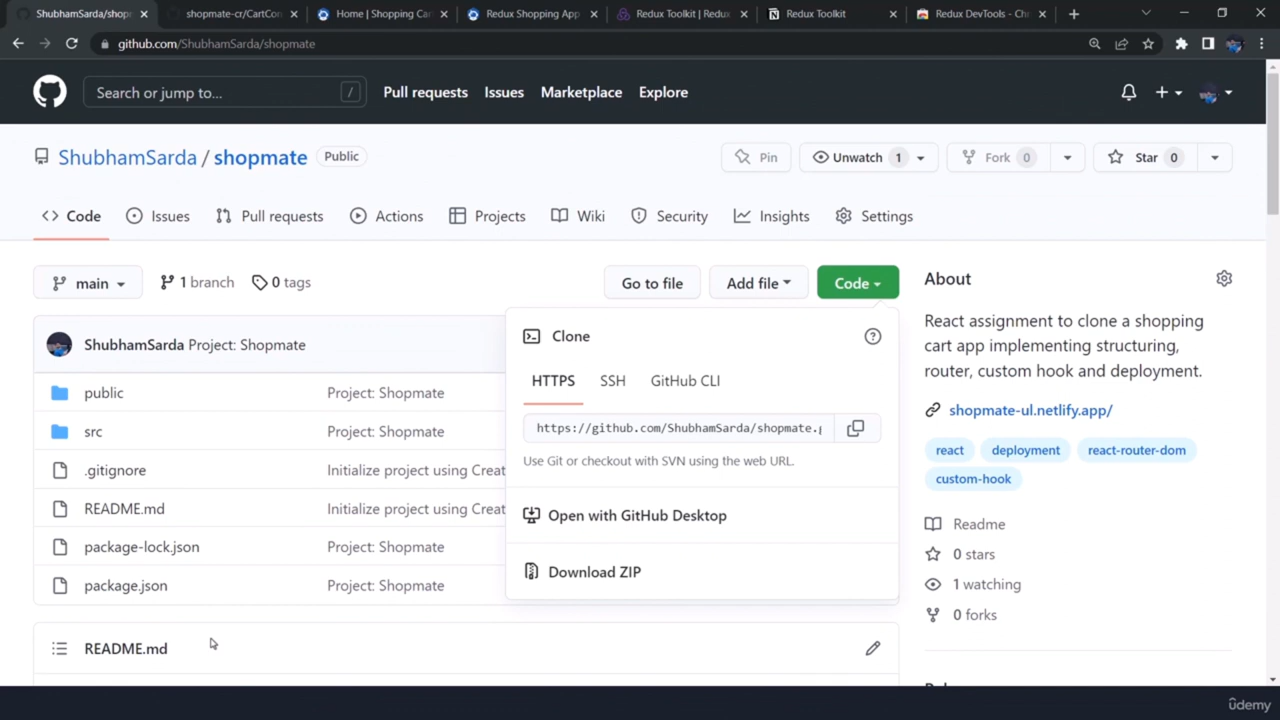 ShubhamSarda/shop
shopmate-cr/CartCon
Home | Shopping Car
Redux Shopping App
Redux Toolkit | Redux
Redux Toolkit
Redux DevTools - Chr
github.com/ShubhamSarda/shopmate
Search or jump to...
/
Pull requests
Issues
Marketplace
Explore
ShubhamSarda / shopmate
Public
Pin
Unwatch 1
Fork 0
Star 0
Code
Issues
Pull requests
Actions
Projects
Wiki
Security
Insights
Settings
main
1 branch
0 tags
Go to file
Add file
Code
About
React assignment to clone a shopping
cart app implementing structuring,
router, custom hook and deployment.
shopmate-ul.netlify.app/
react
deployment
react-router-dom
custom-hook
Readme
0 stars
1 watching
0 forks
ShubhamSarda Project: Shopmate
public Project: Shopmate
src Project: Shopmate
.gitignore Initialize project using Creat
README.md Initialize project using Creat
package-lock.json Project: Shopmate
package.json Project: Shopmate
Clone
HTTPS
SSH
GitHub CLI
https://github.com/ShubhamSarda/shopmate.
Use Git or checkout with SVN using the web URL.
Open with GitHub Desktop
Download ZIP
README.md
ûdemy